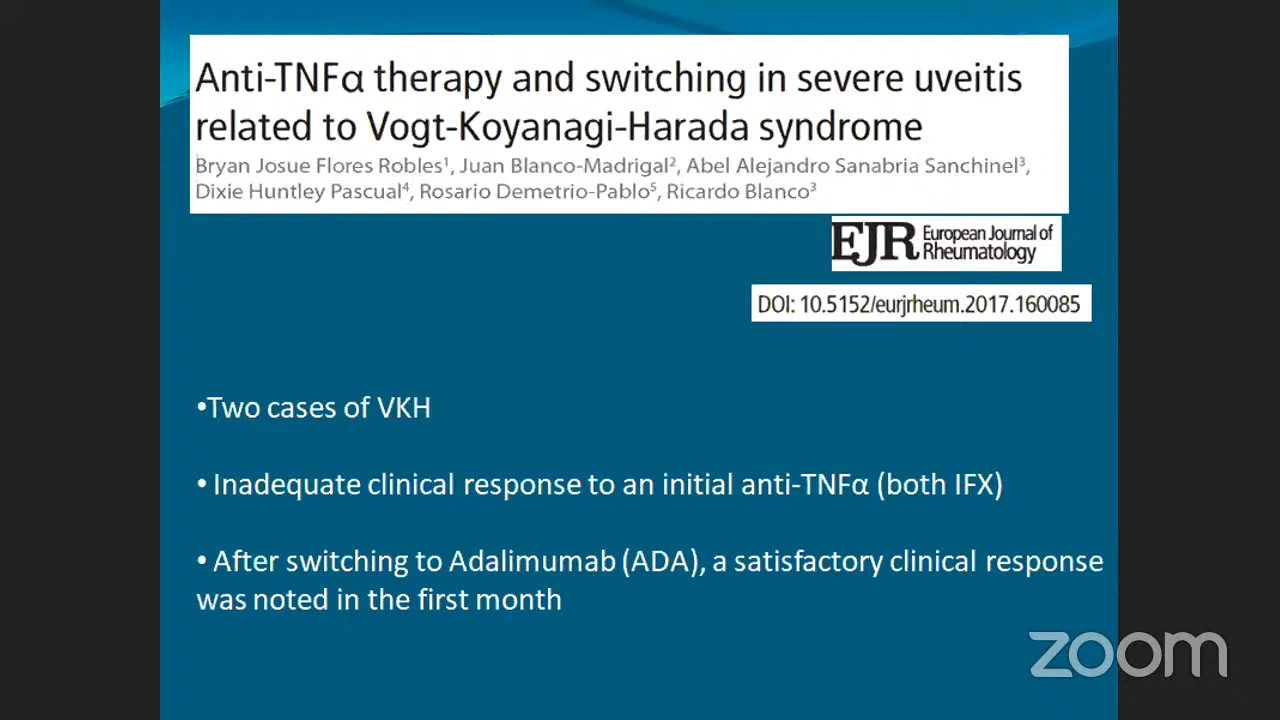 Anti-TNFα therapy and switching in severe uveitis
related to Vogt-Koyanagi-Harada syndrome
Bryan Josue Flores Robles¹, Juan Blanco-Madrigal², Abel Alejandro Sanabria Sanchinel³,
Dixie Huntley Pascual⁴, Rosario Demetrio-Pablo⁵, Ricardo Blanco³
EJR European Journal of
Rheumatology
DOI: 10.5152/eurjrheum.2017.160085
•Two cases of VKH
• Inadequate clinical response to an initial anti-TNFα (both IFX)
• After switching to Adalimumab (ADA), a satisfactory clinical response
was noted in the first month
zoom